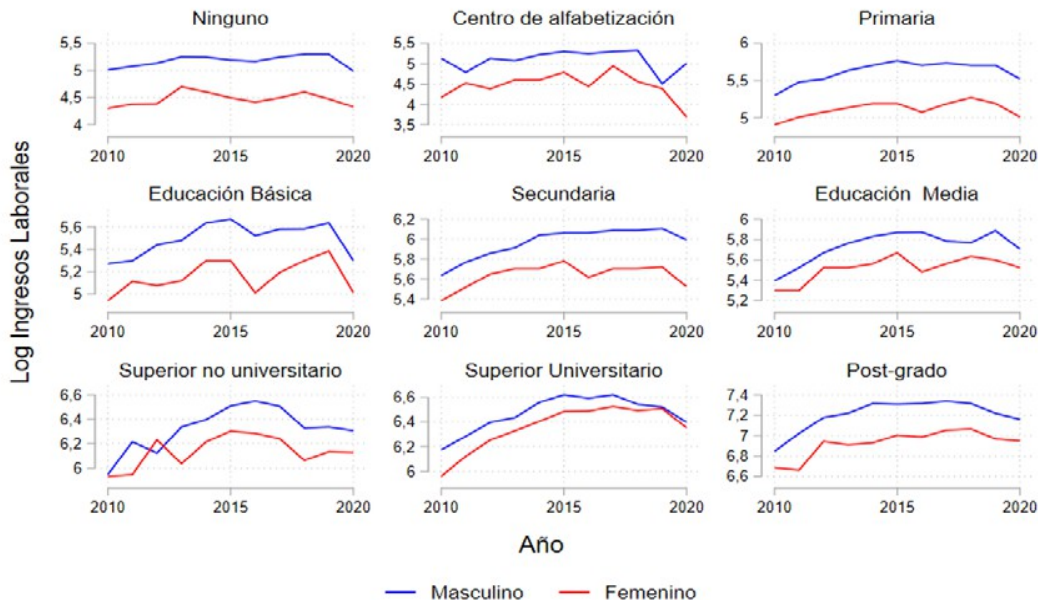 Ninguno
5,5
5
4,5
4
2010 2015 2020
Centro de alfabetización
5,5
5
4,5
4
3,5
2010 2015 2020
Primaria
6
5,5
5
2010 2015 2020
Educación Básica
5,6
5,4
5,2
5
2010 2015 2020
Secundaria
6,2
6
5,8
5,6
5,4
2010 2015 2020
Educación Media
6
5,8
5,6
5,4
5,2
2010 2015 2020
Superior no universitario
6,6
6,4
6,2
6
2010 2015 2020
Superior Universitario
6,6
6,4
6,2
6
2010 2015 2020
Post-grado
7,4
7,2
7
6,8
6,6
2010 2015 2020
Log Ingresos Laborales
Año
Masculino Femenino